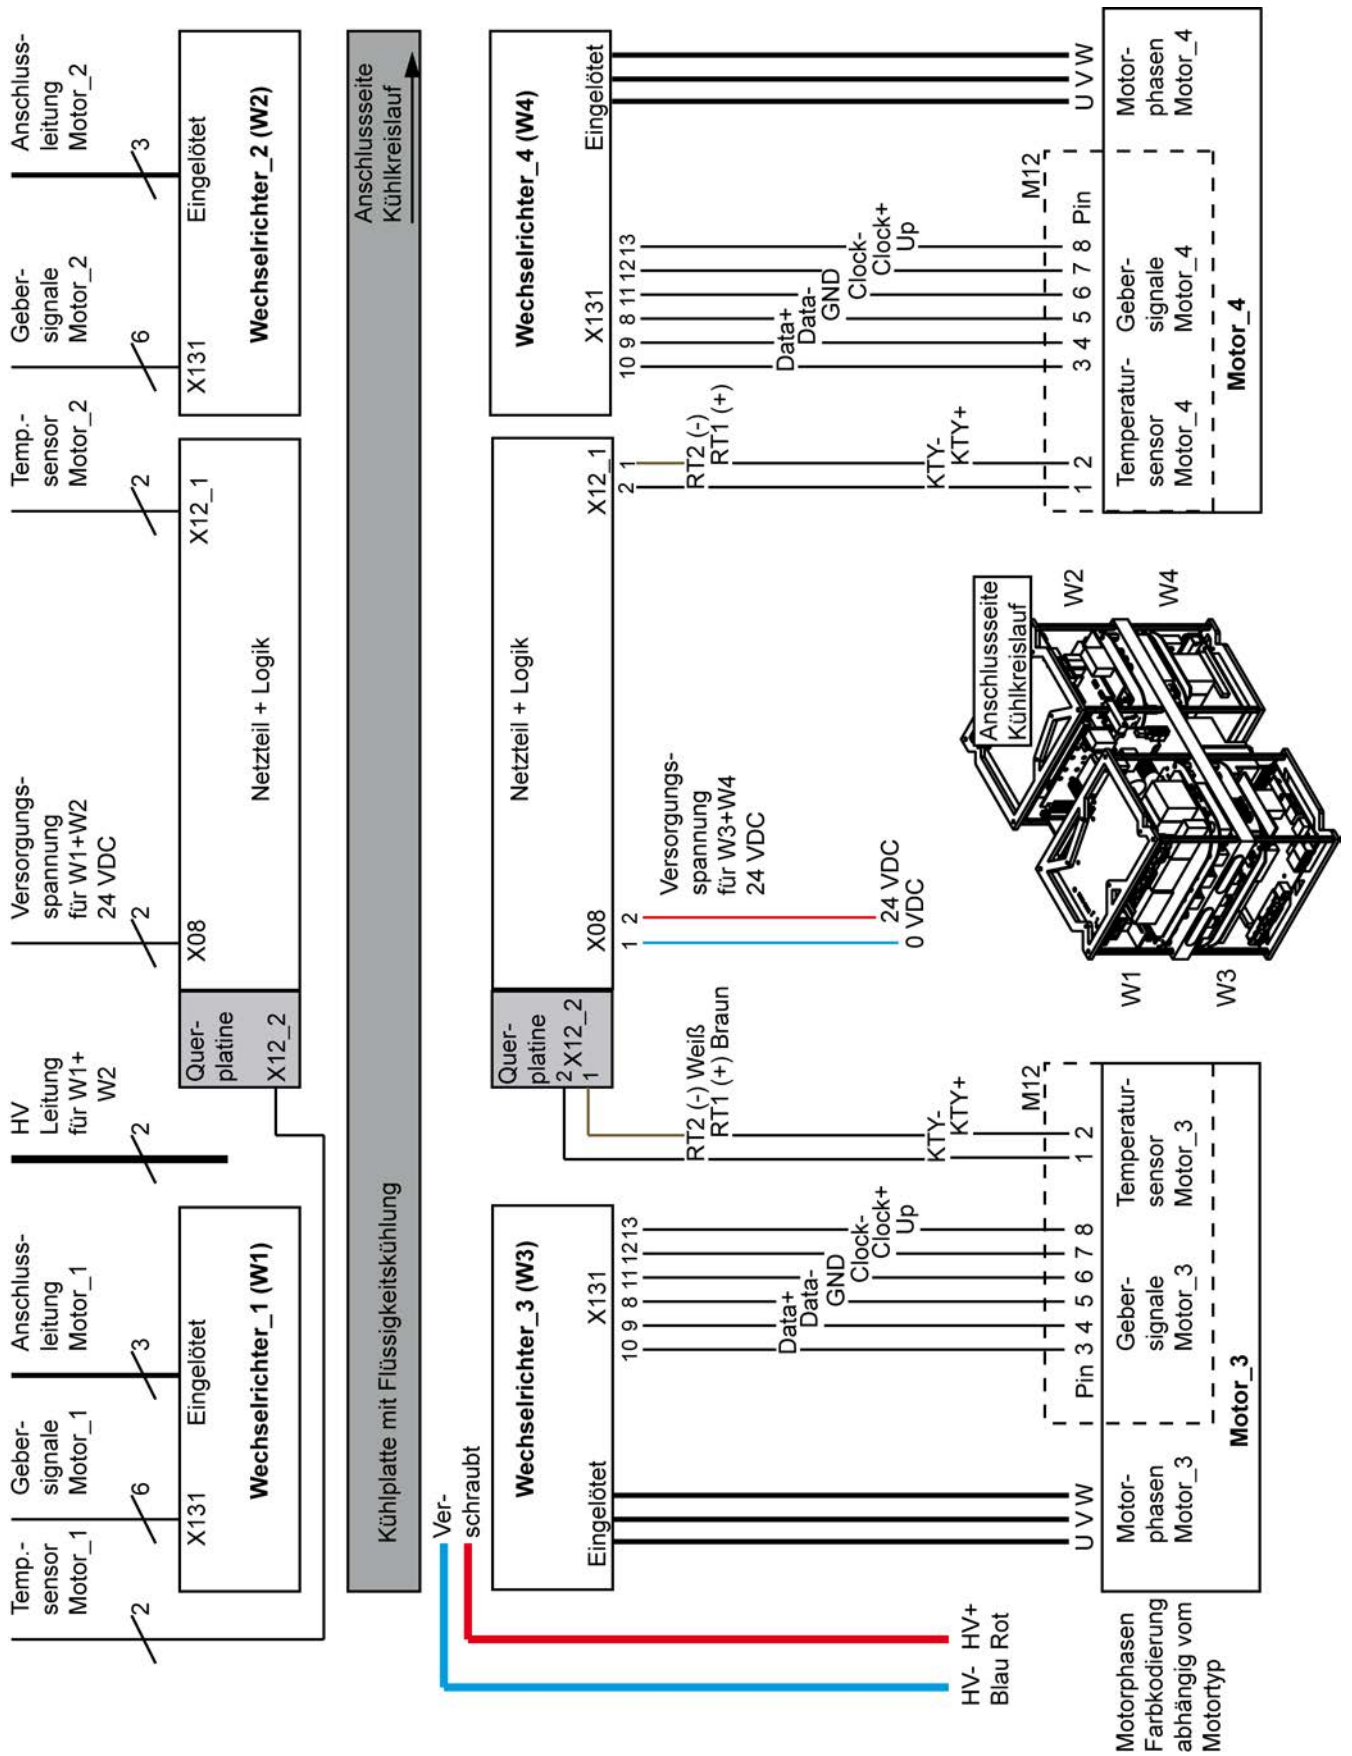 Temp.-
sensor
Motor_1
2
Geber-
signale
Motor_1
6
Anschluss-
leitung
Motor_1
3
HV
Leitung
für W1+
W2
2
Versorgungs-
spannung
für W1+W2
24 VDC
2
Temp.-
sensor
Motor_2
2
Geber-
signale
Motor_2
6
Anschluss-
leitung
Motor_2
3
X131
Eingelötet
Wechselrichter_1 (W1)
Quer-
platine
X12_2
X08
X12_1
Netzteil + Logik
X131
Eingelötet
Wechselrichter_2 (W2)
Kühlplatte mit Flüssigkeitskühlung
Anschlussseite
Kühlkreislauf
Ver-
schraubt
HV- HV+
Blau Rot
Wechselrichter_3 (W3)
Eingelötet
X131
10 9 8 11 12 13
Data+
Data-
GND
Clock-
Clock+
Up
Quer-
platine
X12_2
2
1
RT2 (-) Weiß
RT1 (+) Braun
KTY-
KTY+
Netzteil + Logik
X08
1 2
Versorgungs-
spannung
für W3+W4
24 VDC
24 VDC
0 VDC
X12_1
2 1
RT2 (-)
RT1 (+)
KTY-
KTY+
Wechselrichter_4 (W4)
X131
Eingelötet
10 9 8 11 12 13
Data+
Data-
GND
Clock-
Clock+
Up
M12
U V W
Pin 3 4 5 6 7 8
1 2
Motor-
phasen
Motor_3
Geber-
signale
Motor_3
Temperatur-
sensor
Motor_3
Motor_3
Motorphasen
Farbkodierung
abhängig vom
Motortyp
Anschlussseite
Kühlkreislauf
W1
W2
W3
W4
M12
1 2
3 4 5 6 7 8 Pin
U V W
Temperatur-
sensor
Motor_4
Geber-
signale
Motor_4
Motor-
phasen
Motor_4
Motor_4